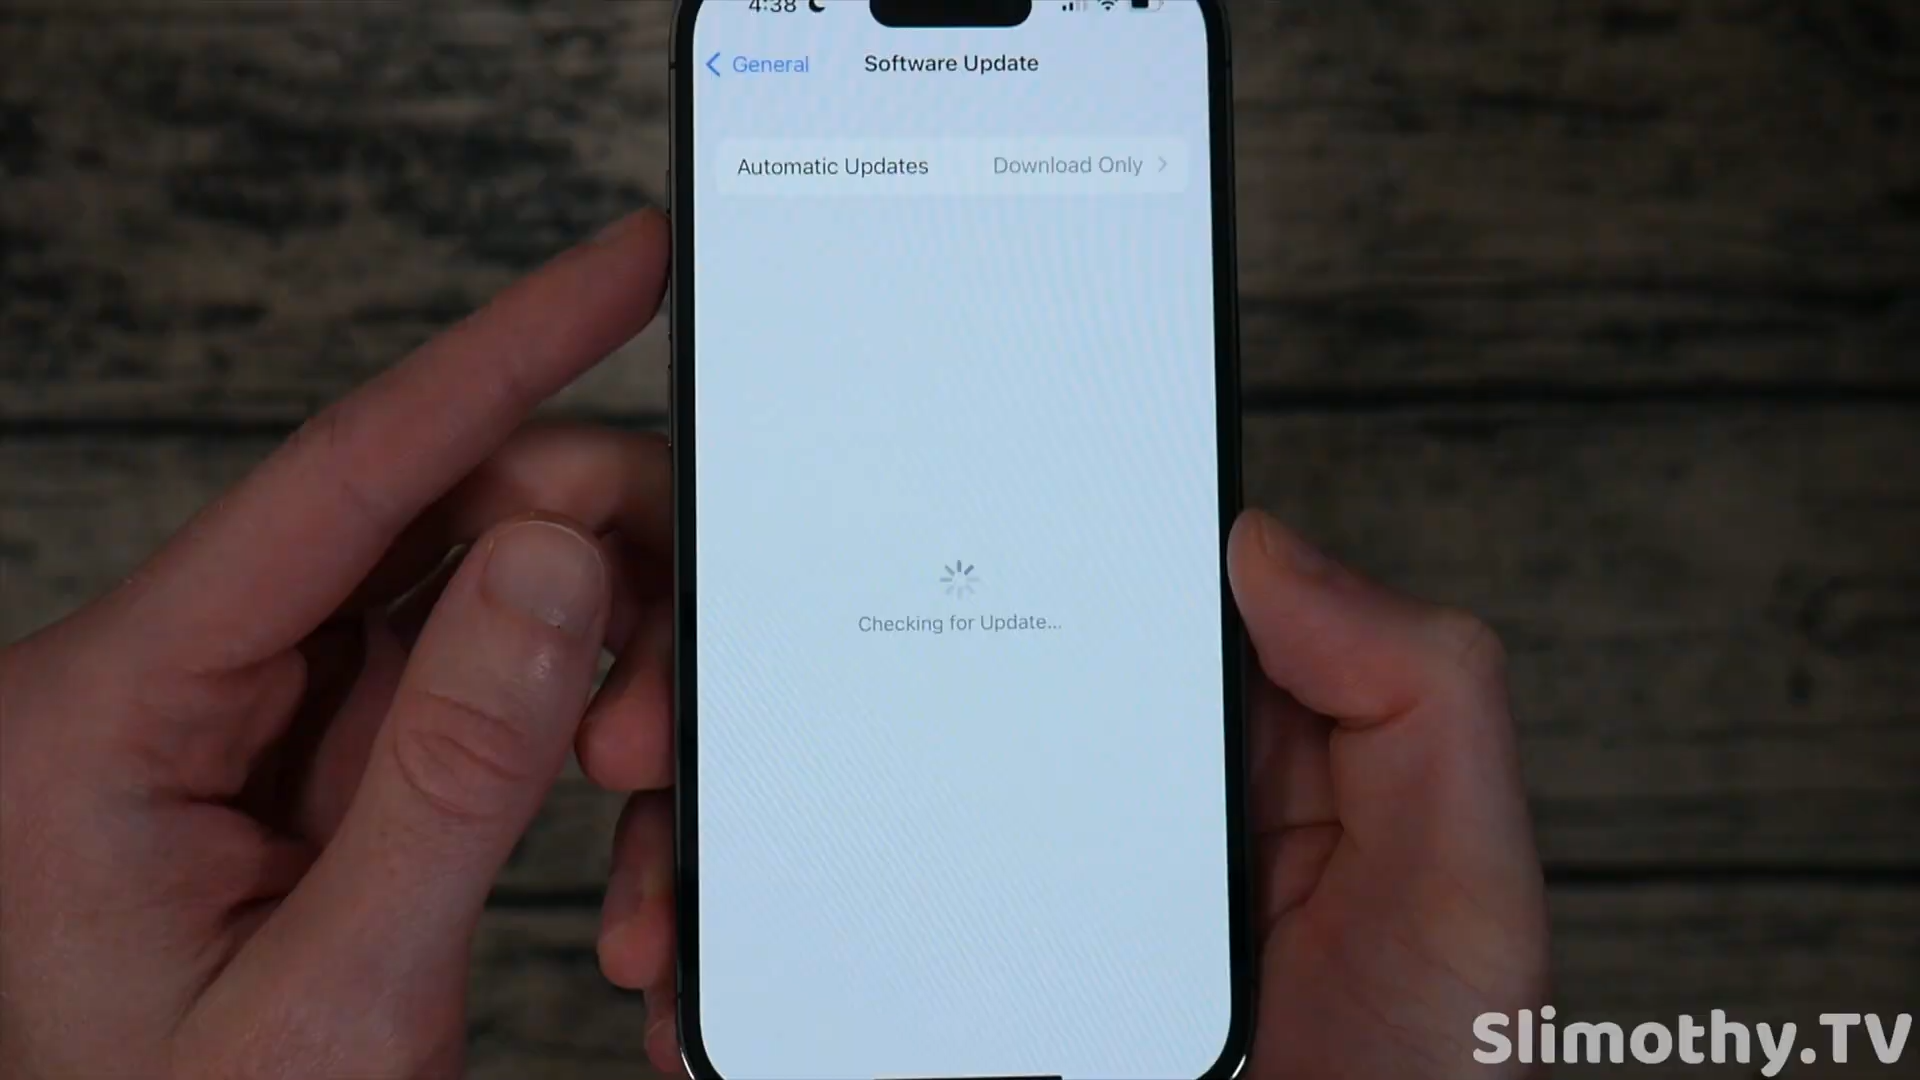 4:38
General
Software Update
Automatic Updates
Download Only
Checking for Update...
Slimothy.TV